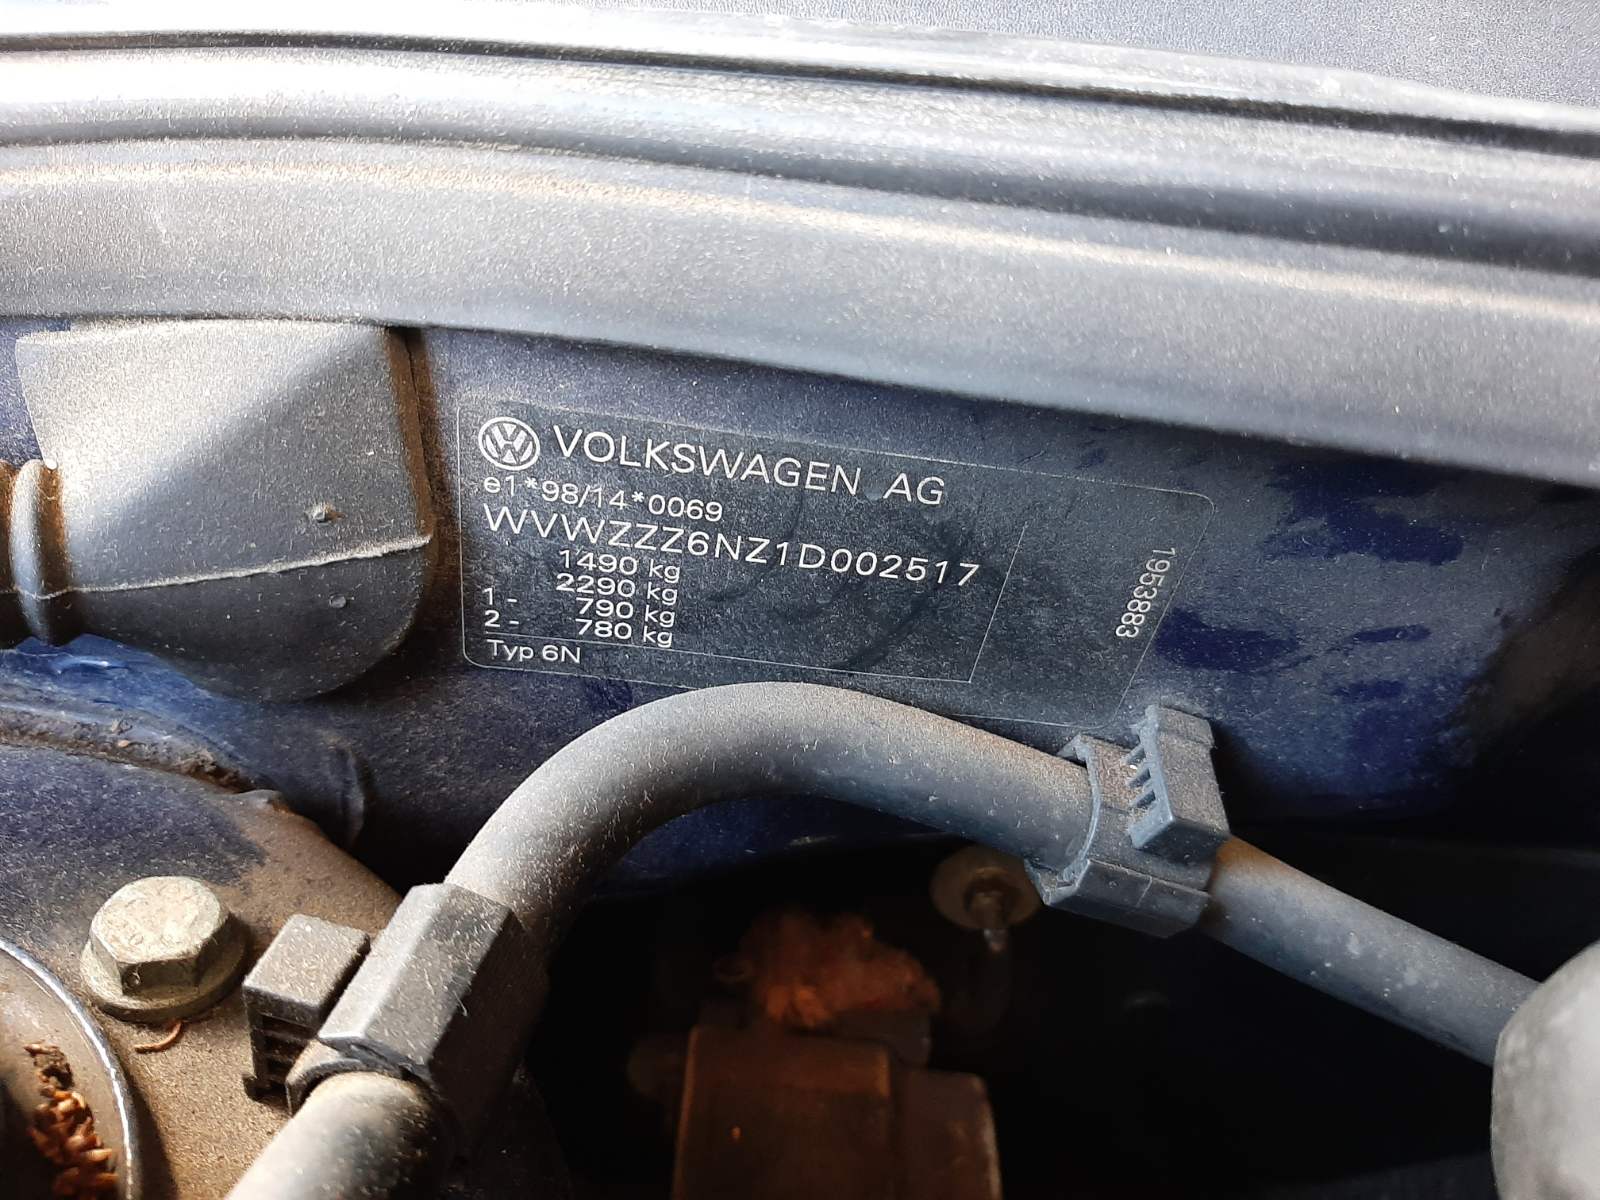 VOLKSWAGEN AG
e1*98/14*0069
WVWZZZ6NZ1D002517
1490 kg
2290 kg
1 - 790 kg
2 - 780 kg
Typ 6N
1953883